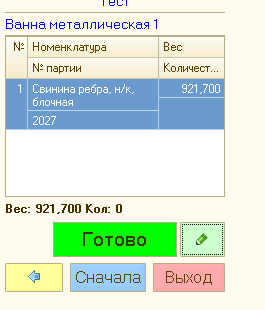 Тест
Ванна металлическая 1
№ Номенклатура Вес
№ партии Количест...
1 Свинина ребра, н/к, 921,700
блочная
2027
Вес: 921,700 Кол: 0
Готово
Сначала Выход